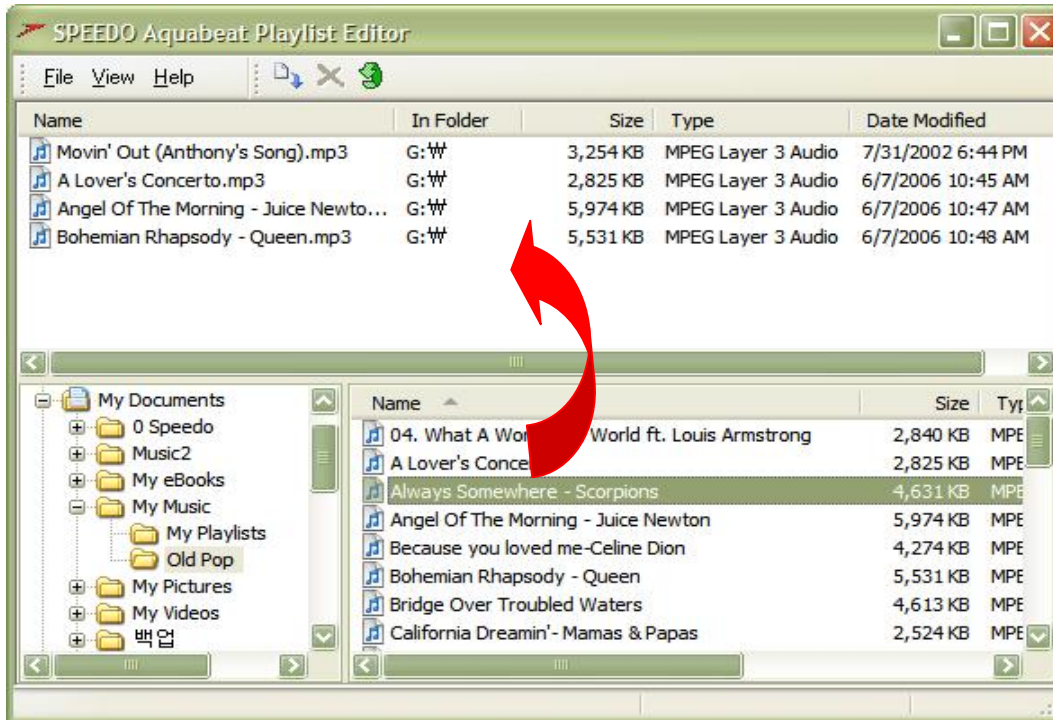 SPEEDO Aquabeat Playlist Editor
File View Help
Name In Folder Size Type Date Modified
Movin' Out (Anthony's Song).mp3 G:₩ 3,254 KB MPEG Layer 3 Audio 7/31/2002 6:44 PM
A Lover's Concerto.mp3 G:₩ 2,825 KB MPEG Layer 3 Audio 6/7/2006 10:45 AM
Angel Of The Morning - Juice Newto... G:₩ 5,974 KB MPEG Layer 3 Audio 6/7/2006 10:47 AM
Bohemian Rhapsody - Queen.mp3 G:₩ 5,531 KB MPEG Layer 3 Audio 6/7/2006 10:48 AM
My Documents
0 Speedo
Music2
My eBooks
My Music
My Playlists
Old Pop
My Pictures
My Videos
백업
Name Size
04. What A World ft. Louis Armstrong 2,840 KB MPE
A Lover's 2,825 KB MPE
Always Somewhere - Scorpions 4,631 KB MPE
Angel Of The Morning - Juice Newton 5,974 KB MPE
Because you loved me-Celine Dion 4,274 KB MPE
Bohemian Rhapsody - Queen 5,531 KB MPE
Bridge Over Troubled Waters 4,613 KB MPE
California Dreamin'- Mamas & Papas 2,524 KB MPE